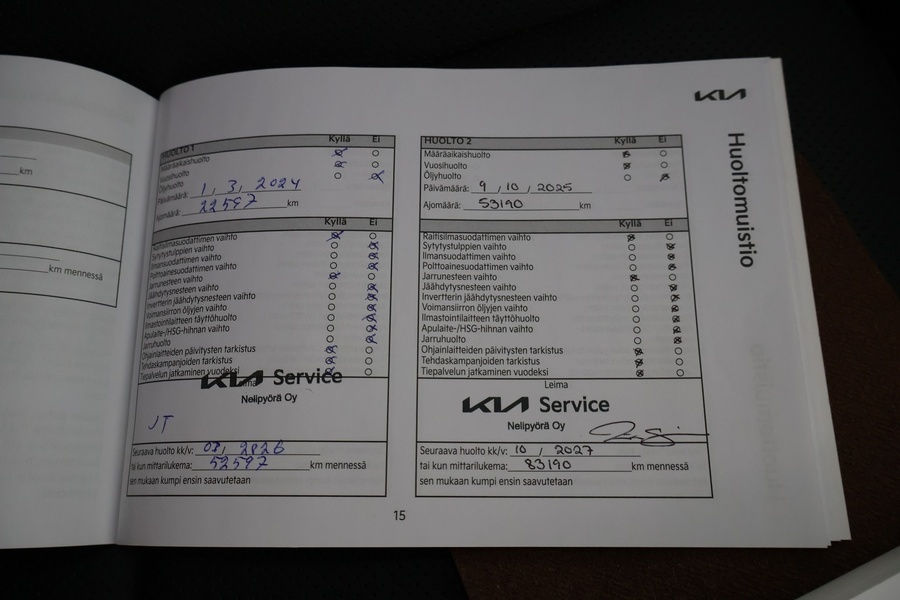 km
km mennessä
HUOLTO 1 Kyllä Ei
Määräaikaishuolto
Vuosihuolto
Öljyhuolto
Päivämäärä: 1, 3, 2024
Ajomäärä: 22597 km
Kyllä Ei
Raitisilmasuodattimen vaihto
Sytytystulppien vaihto
Ilmansuodattimen vaihto
Polttoainesuodattimen vaihto
Jarrunesteen vaihto
Jäähdytysnesteen vaihto
Invertterin jäähdytysnesteen vaihto
Voimansiirron öljyjen vaihto
Ilmastointilaitteen täyttöhuolto
Apulaite-/HSG-hihnan vaihto
Jarruhuolto
Ohjainlaitteiden päivitysten tarkistus
Tehdaskampanjoiden tarkistus
Tiepalvelun jatkaminen vuodeksi
Leima
KIA Service
Nelipyörä Oy
JT
Seuraava huolto kk/v: 03, 2026
tai kun mittarilukema: 52597 km mennessä
sen mukaan kumpi ensin saavutetaan
HUOLTO 2 Kyllä Ei
Määräaikaishuolto
Vuosihuolto
Öljyhuolto
Päivämäärä: 9, 10, 2025
Ajomäärä: 53190 km
Kyllä Ei
Raitisilmasuodattimen vaihto
Sytytystulppien vaihto
Ilmansuodattimen vaihto
Polttoainesuodattimen vaihto
Jarrunesteen vaihto
Jäähdytysnesteen vaihto
Invertterin jäähdytysnesteen vaihto
Voimansiirron öljyjen vaihto
Ilmastointilaitteen täyttöhuolto
Apulaite-/HSG-hihnan vaihto
Jarruhuolto
Ohjainlaitteiden päivitysten tarkistus
Tehdaskampanjoiden tarkistus
Tiepalvelun jatkaminen vuodeksi
Leima
KIA Service
Nelipyörä Oy
Seuraava huolto kk/v: 10, 2027
tai kun mittarilukema: 83190 km mennessä
sen mukaan kumpi ensin saavutetaan
KIA
Huoltomuistio
15